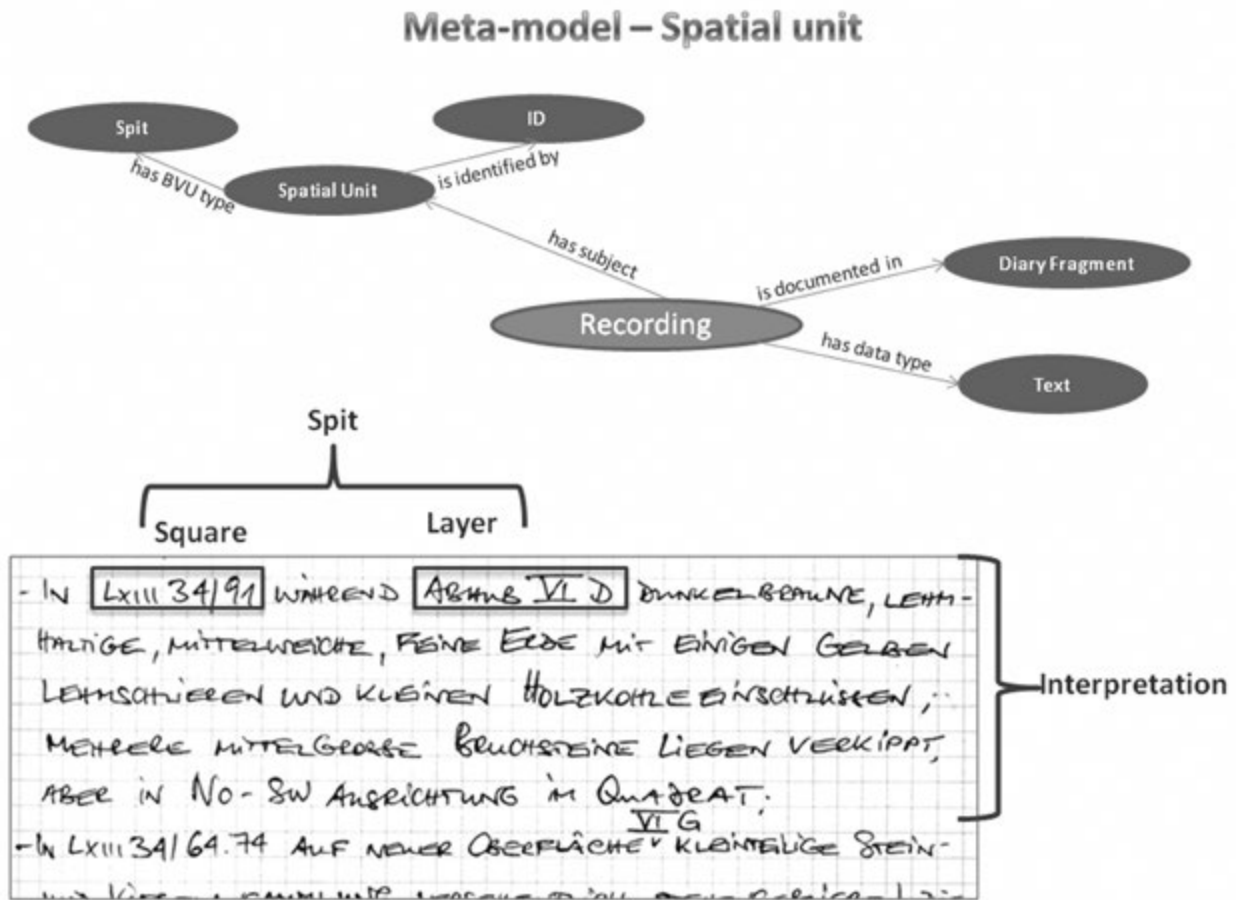 Meta-model – Spatial unit
Spit
ID
has BVU type
Spatial Unit
is identified by
has subject
is documented in
Diary Fragment
Recording
has data type
Text
Spit
Square
Layer
- IN LXIII 34/91 WÄHREND ABHUB VI D DUNKELBRAUNE, LEHM-
HALTIGE, MITTELWEICHE, FEINE ERDE MIT EINIGEN GELBEN
LEHMSCHLIEREN UND KLEINEN HOLZKOHLEEINSCHLÜSSEN;
Interpretation
MEHRERE MITTELGROSSE BRUCHSTEINE LIEGEN VERKIPPT,
ABER IN NO-SW AUSRICHTUNG IM QUADRAT.
VI G
- IN LXIII 34/64.74 AUF NEUER OBERFLÄCHE KLEINTEILIGE STEIN-
UND